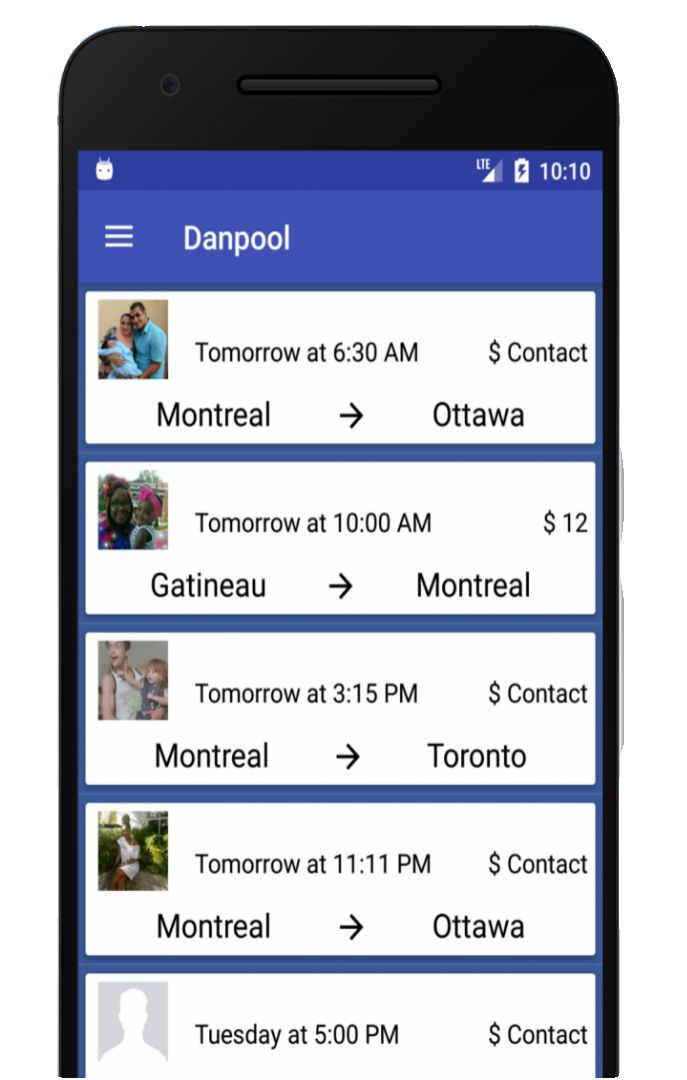 LTE 10:10
Danpool
Tomorrow at 6:30 AM $ Contact
Montreal → Ottawa
Tomorrow at 10:00 AM $ 12
Gatineau → Montreal
Tomorrow at 3:15 PM $ Contact
Montreal → Toronto
Tomorrow at 11:11 PM $ Contact
Montreal → Ottawa
Tuesday at 5:00 PM $ Contact